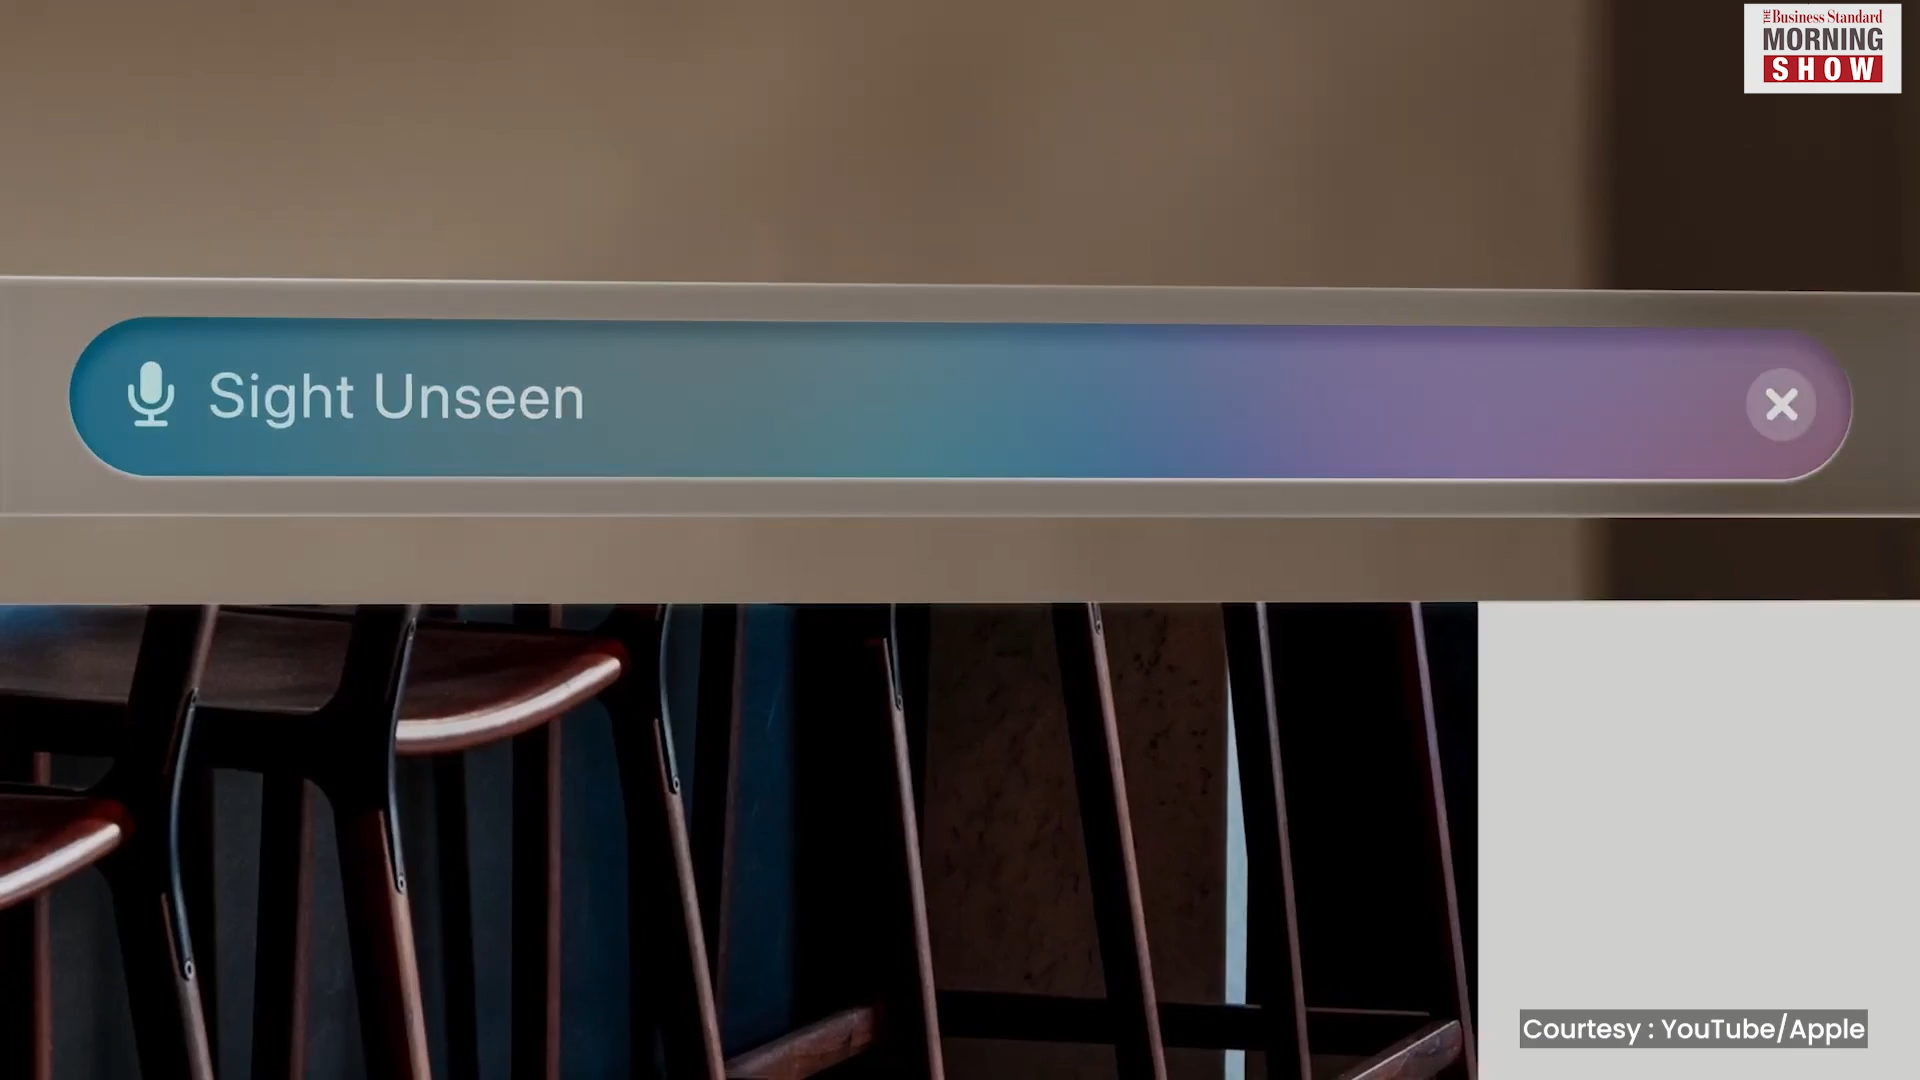 THE Business Standard
MORNING
SHOW
Sight Unseen
Courtesy : YouTube/Apple